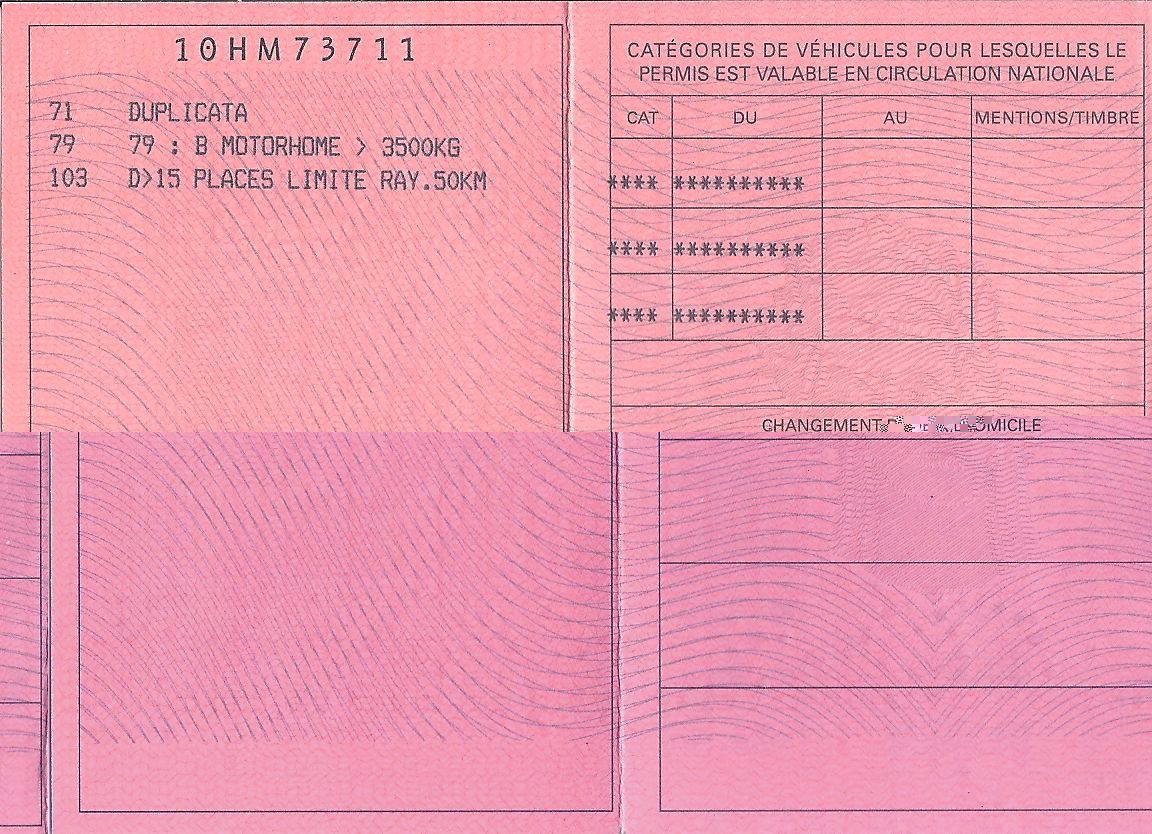 10HM73711
71 DUPLICATA
79 79 : B MOTORHOME > 3500KG
103 D>15 PLACES LIMITE RAY.50KM
CATÉGORIES DE VÉHICULES POUR LESQUELLES LE
PERMIS EST VALABLE EN CIRCULATION NATIONALE
CAT DU AU MENTIONS/TIMBRE
**** **********
**** **********
**** **********
CHANGEMENT